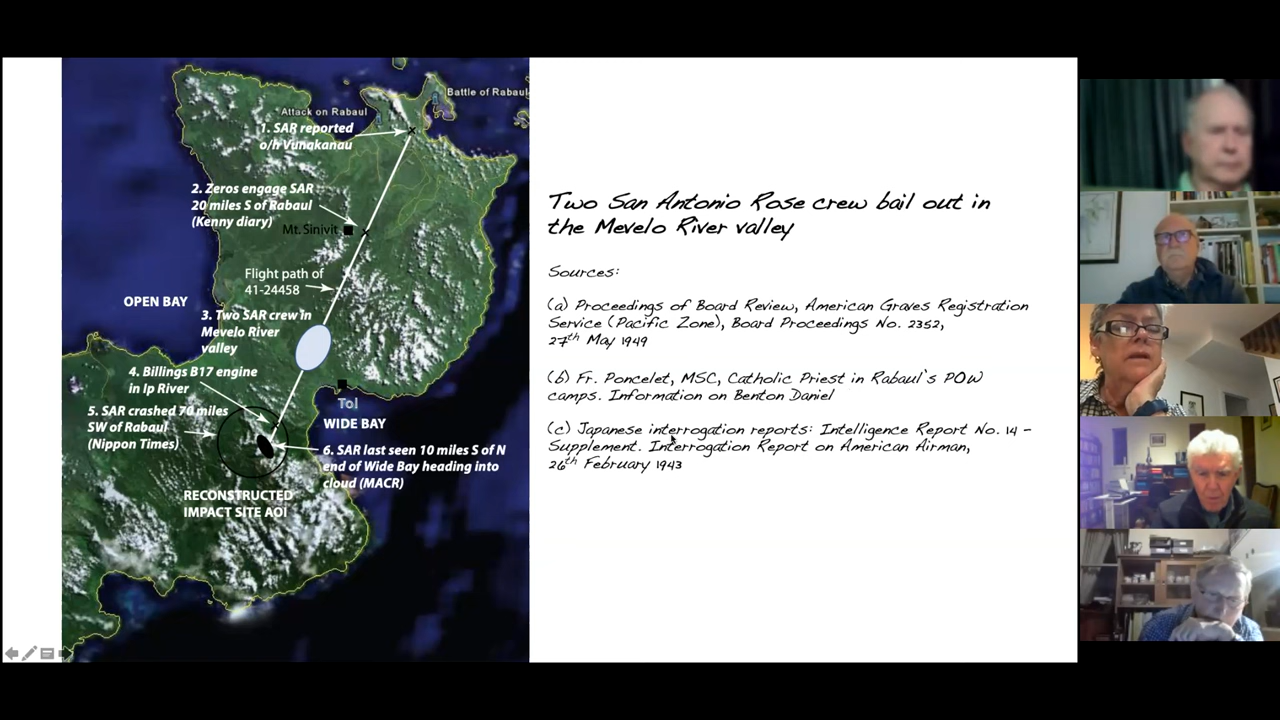 Battle of Rabaul
Attack on Rabaul
1. SAR reported
o/h Vunakanau
2. Zeros engage SAR
20 miles S of Rabaul
(Kenny diary)
Mt. Sinivit
Flight path of
41-24458
OPEN BAY
3. Two SAR crew in
Mevelo River
valley
4. Billings B17 engine
in Ip River
5. SAR crashed 70 miles
SW of Rabaul
(Nippon Times)
Tol
WIDE BAY
6. SAR last seen 10 miles S of N
end of Wide Bay heading into
cloud (MACR)
RECONSTRUCTED
IMPACT SITE AOI
Two San Antonio Rose crew bail out in
the Mevelo River valley
Sources:
(a) Proceedings of Board Review, American Graves Registration
Service (Pacific Zone), Board Proceedings No. 2352,
27th May 1949
(b) Fr. Poncelet, MSC, Catholic Priest in Rabaul's POW
camps. Information on Benton Daniel
(c) Japanese interrogation reports: Intelligence Report No. 14 -
Supplement. Interrogation Report on American Airman,
26th February 1943